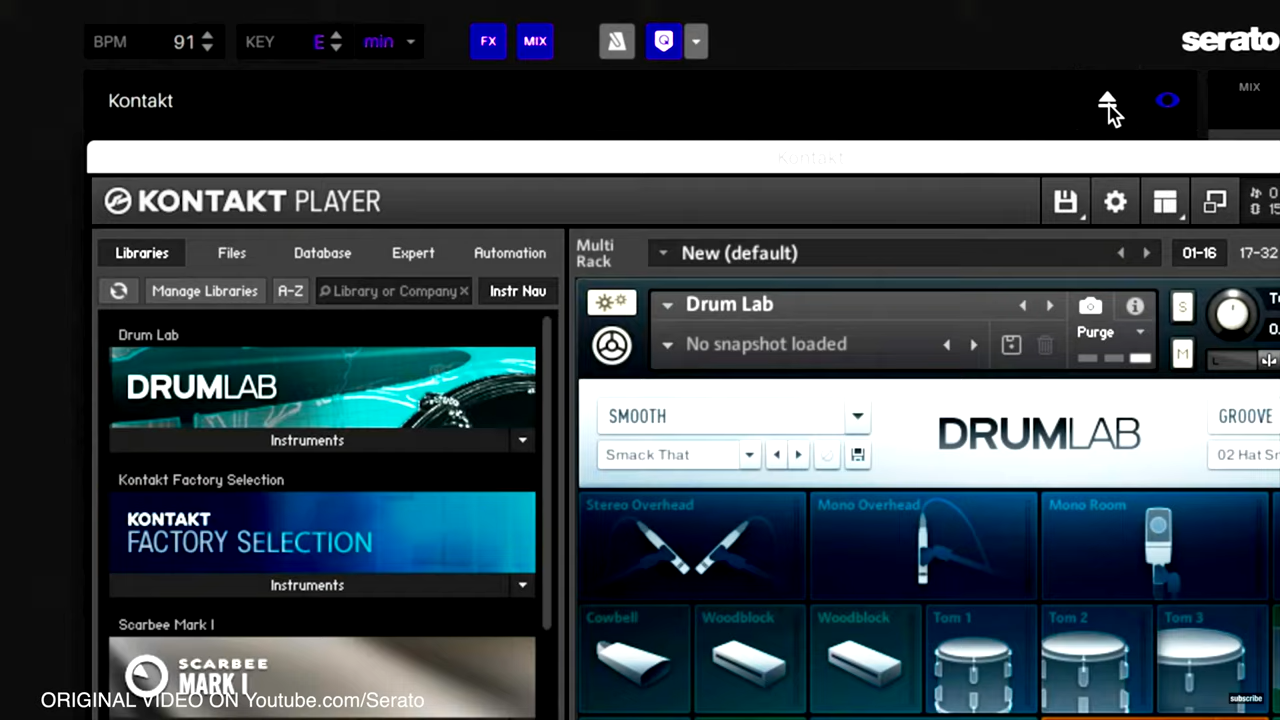 BPM 91 KEY E min FX MIX serato
MIX
Kontakt
Kontakt
KONTAKT PLAYER
Libraries Files Database Expert Automation
Multi Rack New (default) 01-16 17-32
Manage Libraries A-Z Library or Company Instr Nav
Drum Lab
DRUMLAB
Instruments
Kontakt Factory Selection
KONTAKT
FACTORY SELECTION
Instruments
Scarbee Mark I
SCARBEE
MARK I
Drum Lab S
No snapshot loaded Purge M
SMOOTH DRUMLAB GROOVE
Smack That 02 Hat
Stereo Overhead Mono Overhead Mono Room
Cowbell Woodblock Woodblock Tom 1 Tom 2 Tom 3
ORIGINAL VIDEO ON Youtube.com/Serato
subscribe